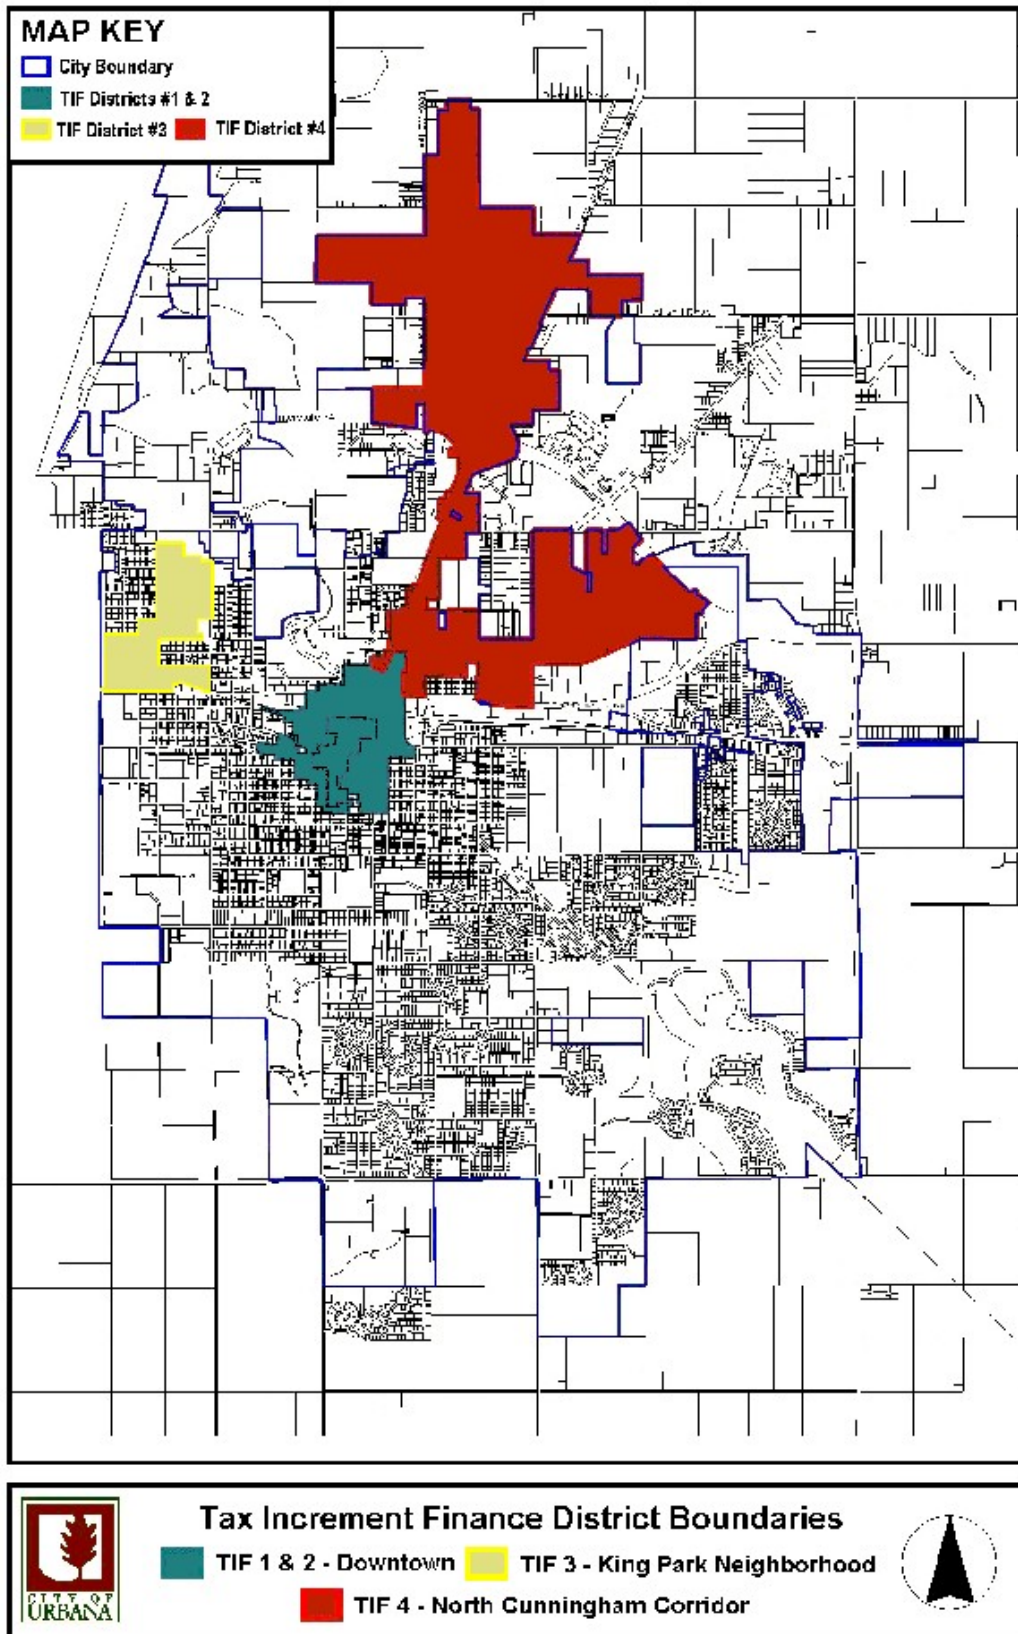 MAP KEY
City Boundary
TIF Districts #1 & 2
TIF District #3 TIF District #4
Tax Increment Finance District Boundaries
TIF 1 & 2 - Downtown TIF 3 - King Park Neighborhood
TIF 4 - North Cunningham Corridor
CITY OF
URBANA